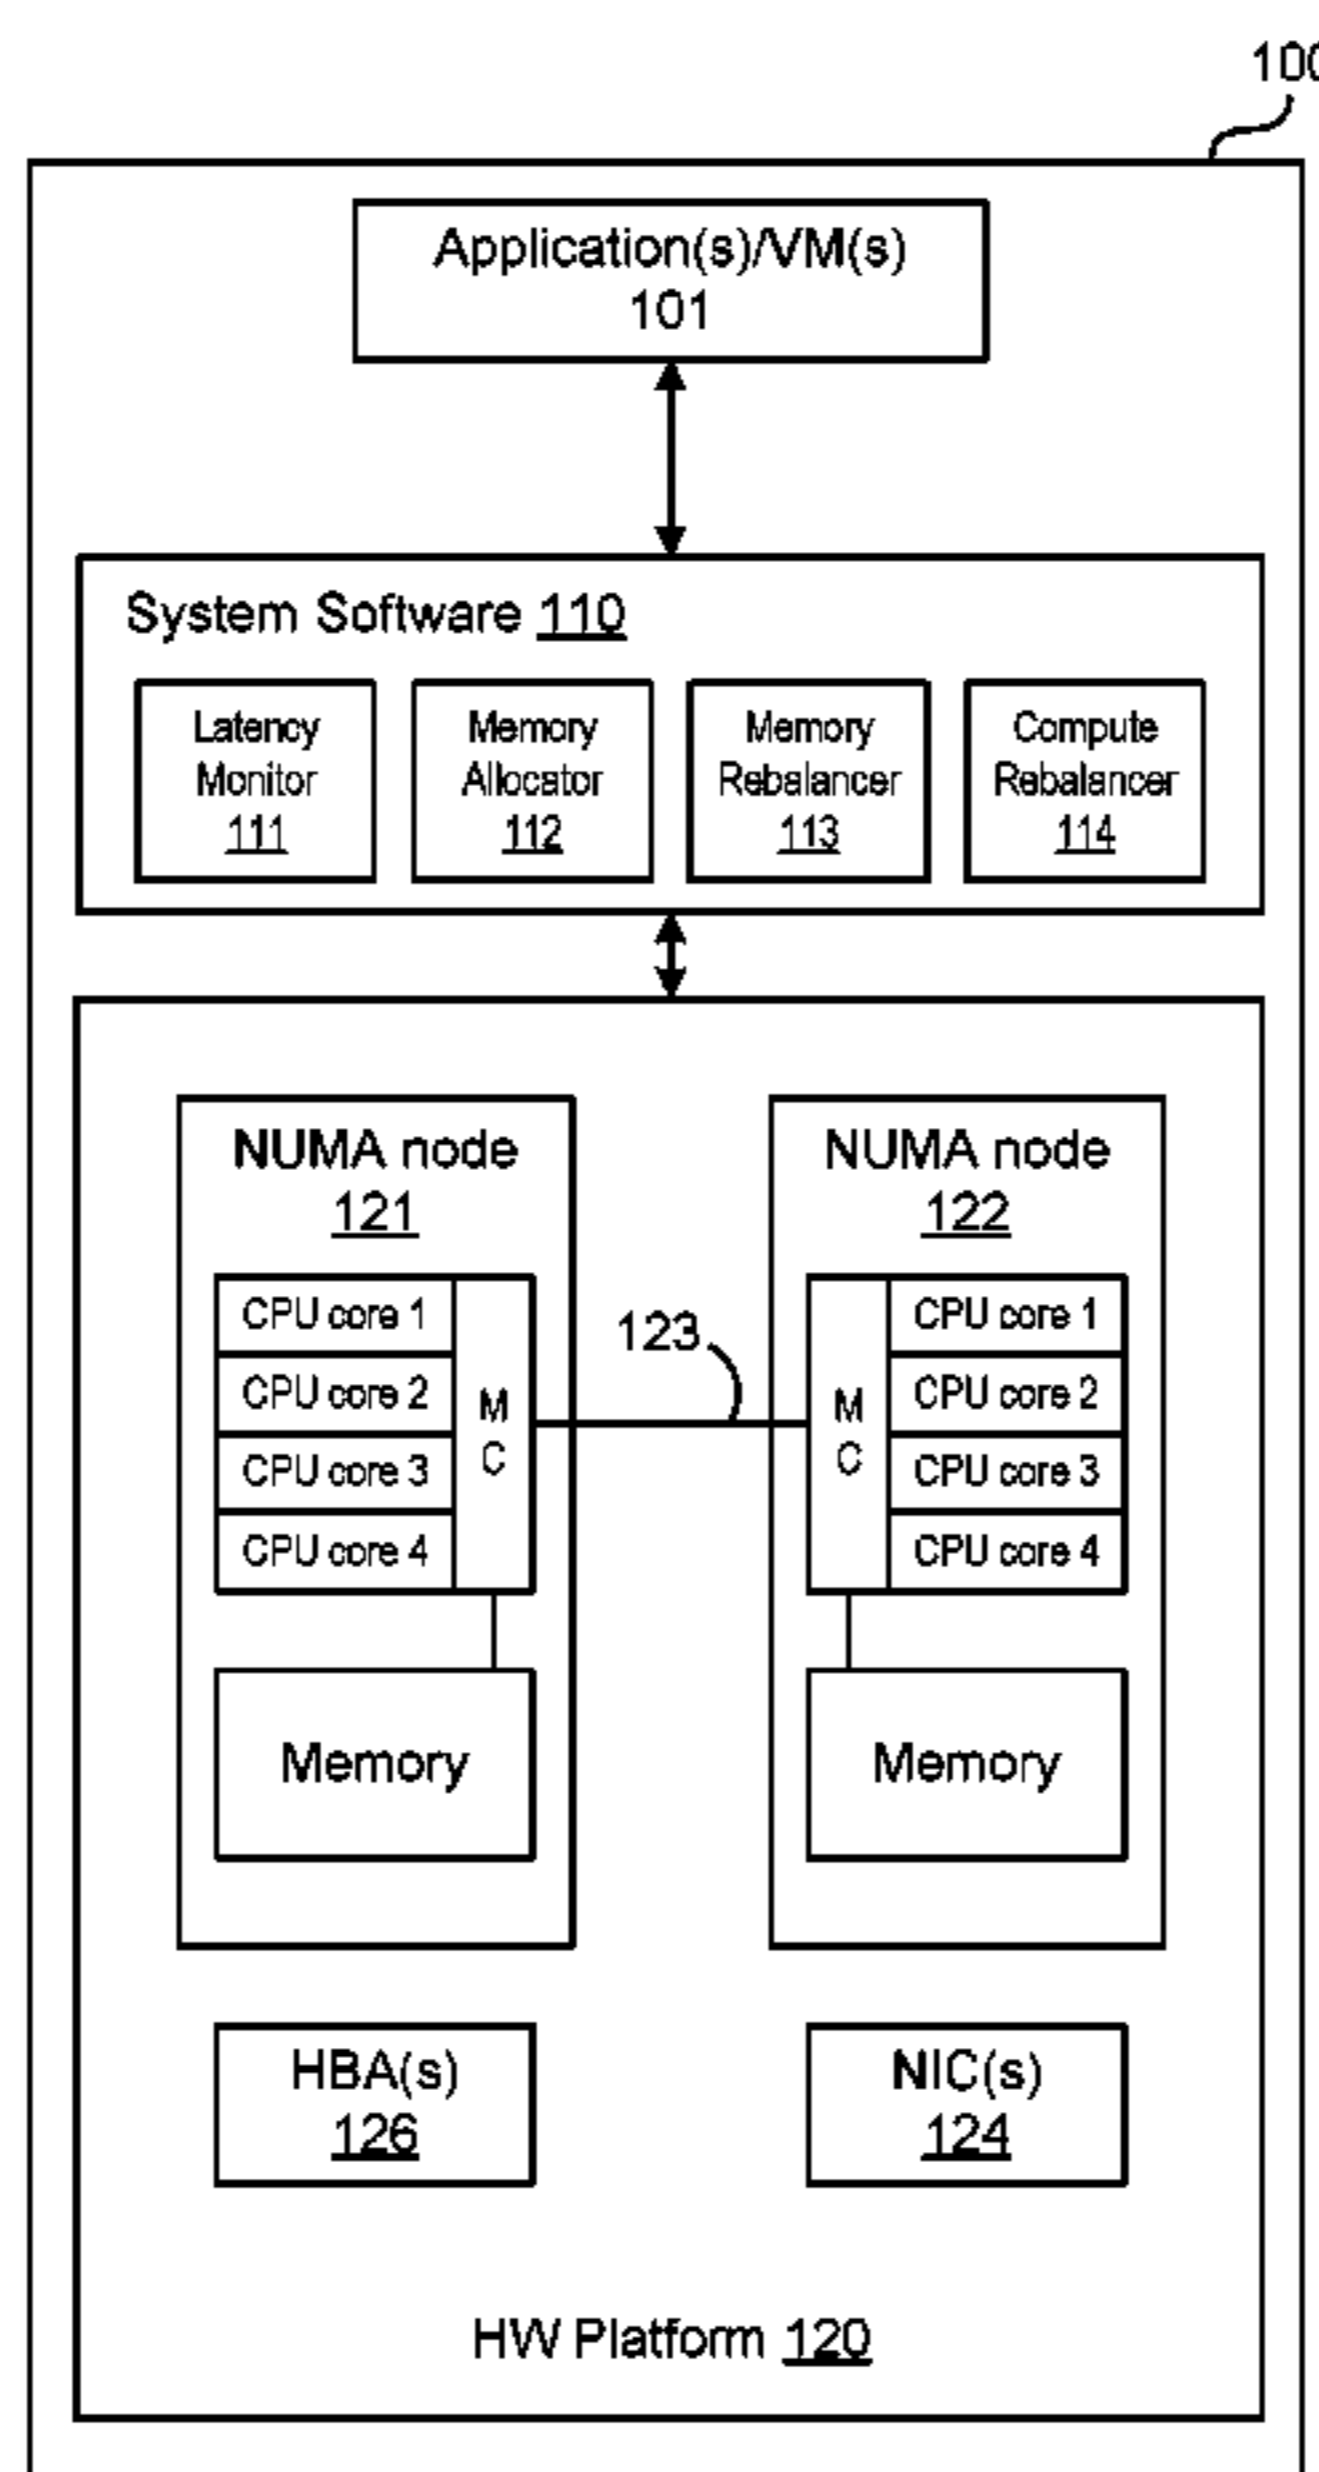 100
Application(s)/VM(s)
101
System Software 110
Latency
Monitor
111
Memory
Allocator
112
Memory
Rebalancer
113
Compute
Rebalancer
114
NUMA node
121
CPU core 1
CPU core 2
CPU core 3
CPU core 4
M
C
Memory
123
NUMA node
122
M
C
CPU core 1
CPU core 2
CPU core 3
CPU core 4
Memory
HBA(s)
126
NIC(s)
124
HW Platform 120